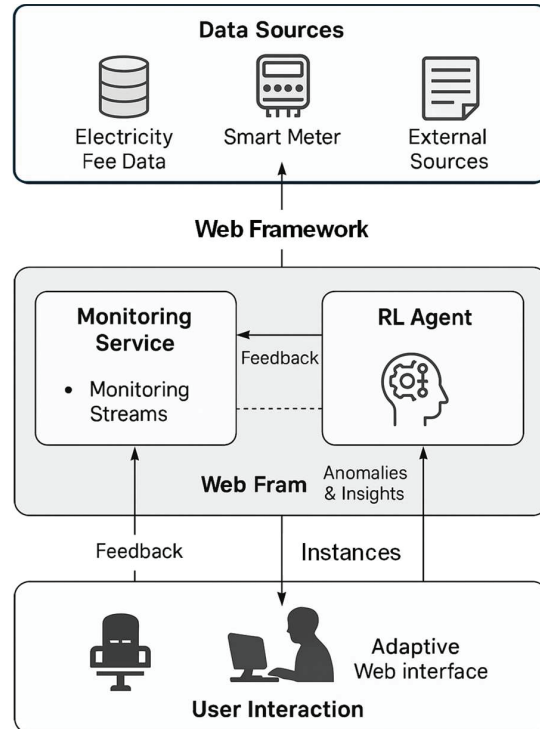 Data Sources
Electricity
Fee Data
Smart Meter
External
Sources
Web Framework
Monitoring
Service
• Monitoring
Streams
Feedback
RL Agent
Web Fram
Anomalies
& Insights
Feedback
Instances
Adaptive
Web interface
User Interaction